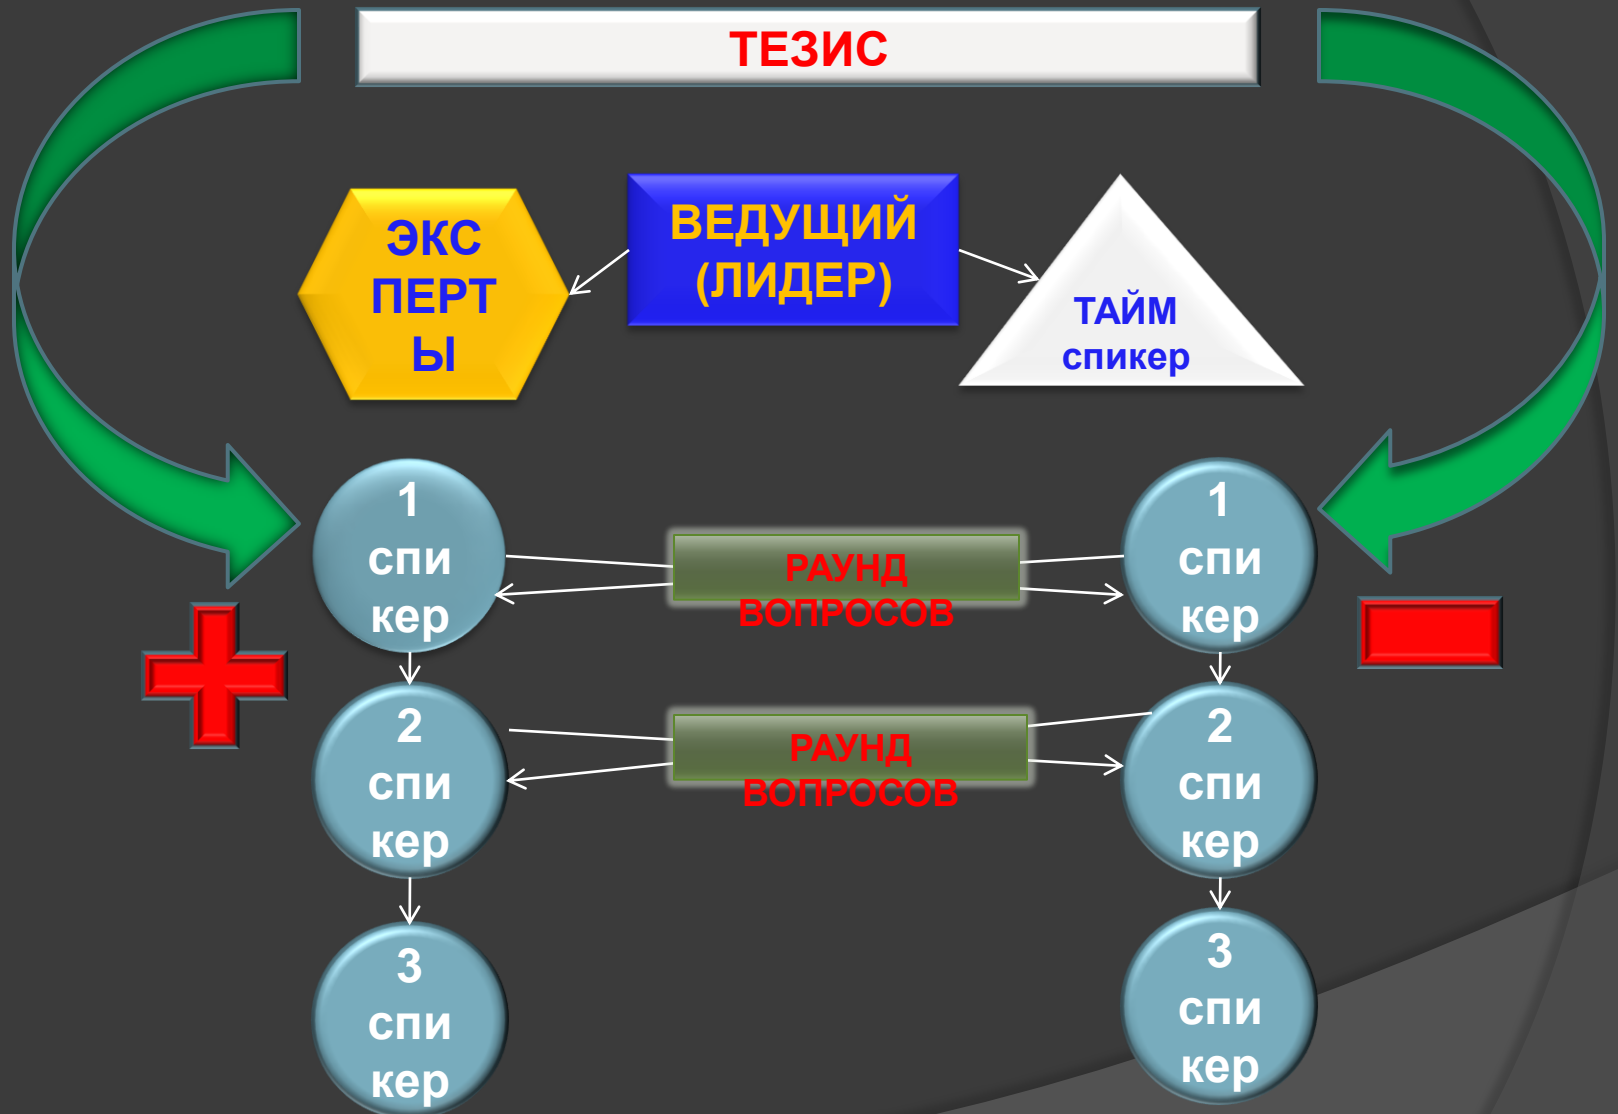 ТЕЗИС
ЭКС
ПЕРТ
Ы
ВЕДУЩИЙ
(ЛИДЕР)
ТАЙМ
спикер
1
спи
кер
РАУНД
ВОПРОСОВ
1
спи
кер
2
спи
кер
РАУНД
ВОПРОСОВ
2
спи
кер
3
спи
кер
3
спи
кер